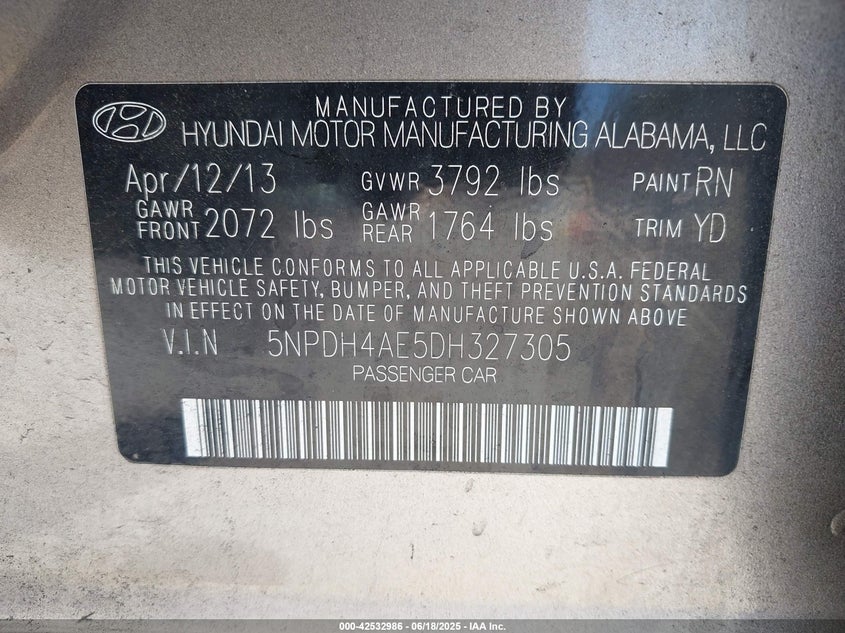 MANUFACTURED BY
HYUNDAI MOTOR MANUFACTURING ALABAMA, LLC
Apr/12/13 GVWR 3792 lbs PAINT RN
GAWR FRONT 2072 lbs GAWR REAR 1764 lbs TRIM YD
THIS VEHICLE CONFORMS TO ALL APPLICABLE U.S.A. FEDERAL
MOTOR VEHICLE SAFETY, BUMPER, AND THEFT PREVENTION STANDARDS
IN EFFECT ON THE DATE OF MANUFACTURE SHOWN ABOVE
V.I.N 5NPDH4AE5DH327305
PASSENGER CAR
000-42532986 - 06/18/2025 - IAA Inc.